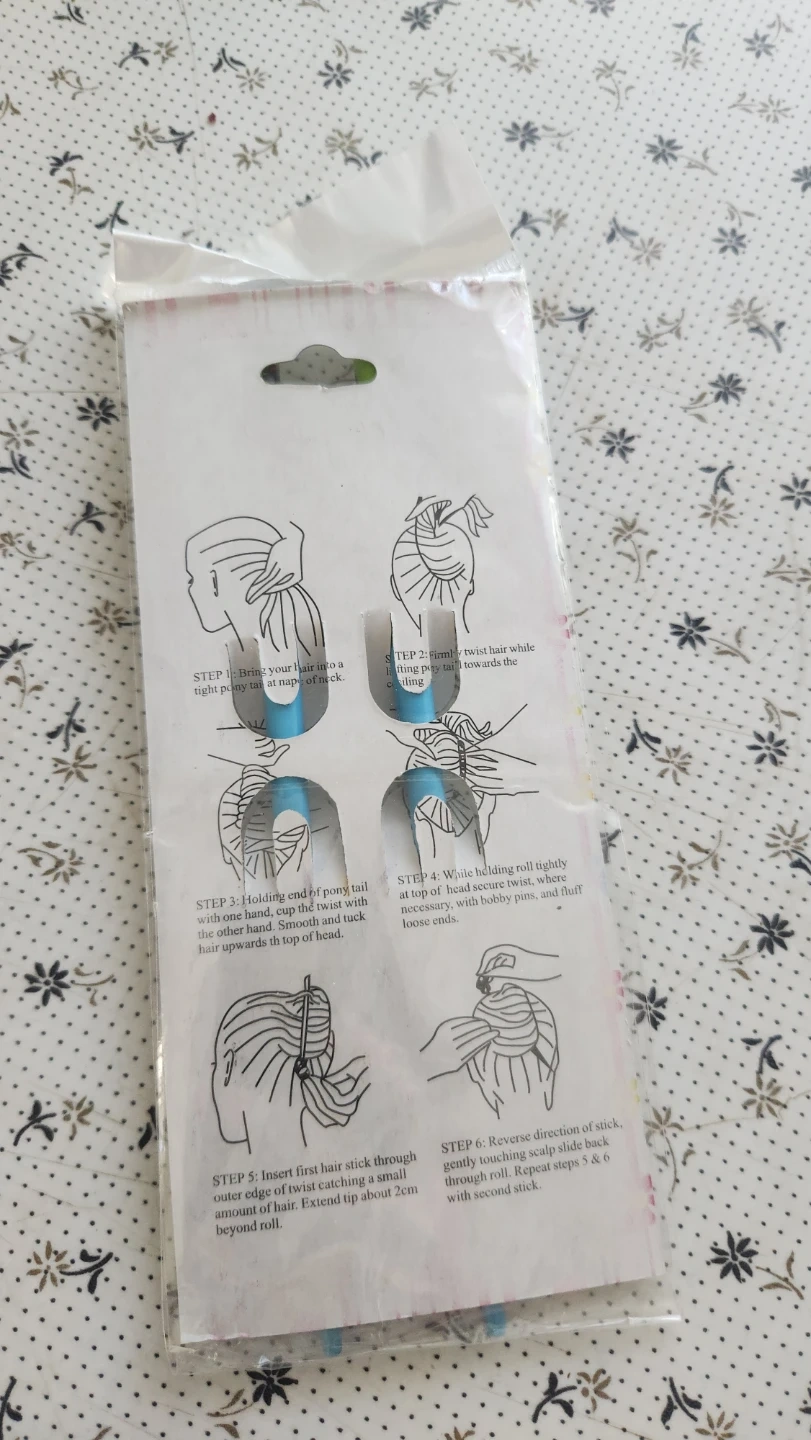 STEP 1: Bring your hair into a
tight pony tail at nape of neck.
STEP 2: Firmly twist hair while
lifting pony tail towards the
ceiling
STEP 3: Holding end of pony tail
with one hand, cup the twist with
the other hand. Smooth and tuck
hair upwards th top of head.
STEP 4: While holding roll tightly
at top of head secure twist, where
necessary, with bobby pins, and fluff
loose ends.
STEP 5: Insert first hair stick through
outer edge of twist catching a small
amount of hair. Extend tip about 2cm
beyond roll.
STEP 6: Reverse direction of stick,
gently touching scalp slide back
through roll. Repeat steps 5 & 6
with second stick.